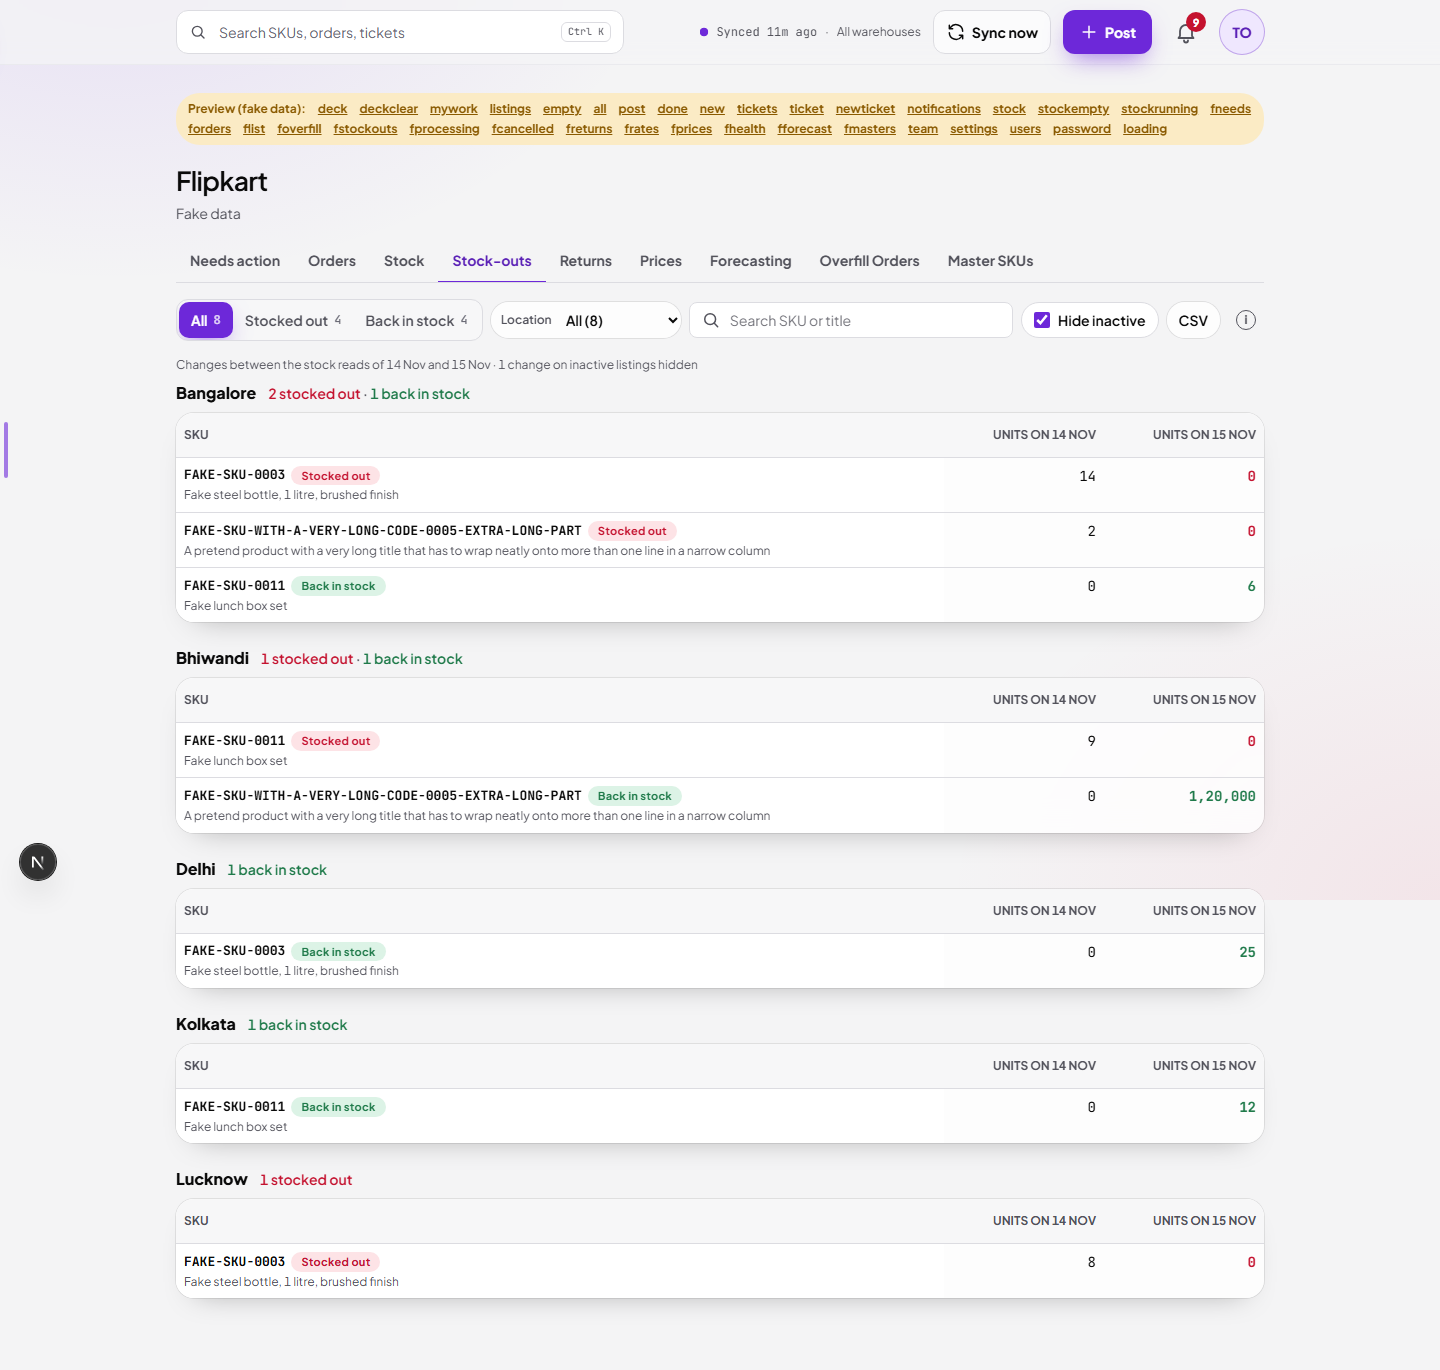 Search SKUs, orders, tickets Ctrl K Synced 11m ago · All warehouses Sync now Post 9 TO
Preview (fake data): deck deckclear mywork listings empty all post done new tickets ticket newticket notifications stock stockempty stockrunning fneeds
forders flist foverfill fstockouts fprocessing fcancelled freturns frates fprices fhealth fforecast fmasters team settings users password loading
Flipkart
Fake data
Needs action Orders Stock Stock-outs Returns Prices Forecasting Overfill Orders Master SKUs
All 8 Stocked out 4 Back in stock 4 Location All (8) Search SKU or title Hide inactive CSV i
Changes between the stock reads of 14 Nov and 15 Nov · 1 change on inactive listings hidden
Bangalore 2 stocked out · 1 back in stock
SKU UNITS ON 14 NOV UNITS ON 15 NOV
FAKE-SKU-0003 Stocked out 14 0
Fake steel bottle, 1 litre, brushed finish
FAKE-SKU-WITH-A-VERY-LONG-CODE-0005-EXTRA-LONG-PART Stocked out 2 0
A pretend product with a very long title that has to wrap neatly onto more than one line in a narrow column
FAKE-SKU-0011 Back in stock 0 6
Fake lunch box set
Bhiwandi 1 stocked out · 1 back in stock
SKU UNITS ON 14 NOV UNITS ON 15 NOV
FAKE-SKU-0011 Stocked out 9 0
Fake lunch box set
FAKE-SKU-WITH-A-VERY-LONG-CODE-0005-EXTRA-LONG-PART Back in stock 0 1,20,000
A pretend product with a very long title that has to wrap neatly onto more than one line in a narrow column
N
Delhi 1 back in stock
SKU UNITS ON 14 NOV UNITS ON 15 NOV
FAKE-SKU-0003 Back in stock 0 25
Fake steel bottle, 1 litre, brushed finish
Kolkata 1 back in stock
SKU UNITS ON 14 NOV UNITS ON 15 NOV
FAKE-SKU-0011 Back in stock 0 12
Fake lunch box set
Lucknow 1 stocked out
SKU UNITS ON 14 NOV UNITS ON 15 NOV
FAKE-SKU-0003 Stocked out 8 0
Fake steel bottle, 1 litre, brushed finish